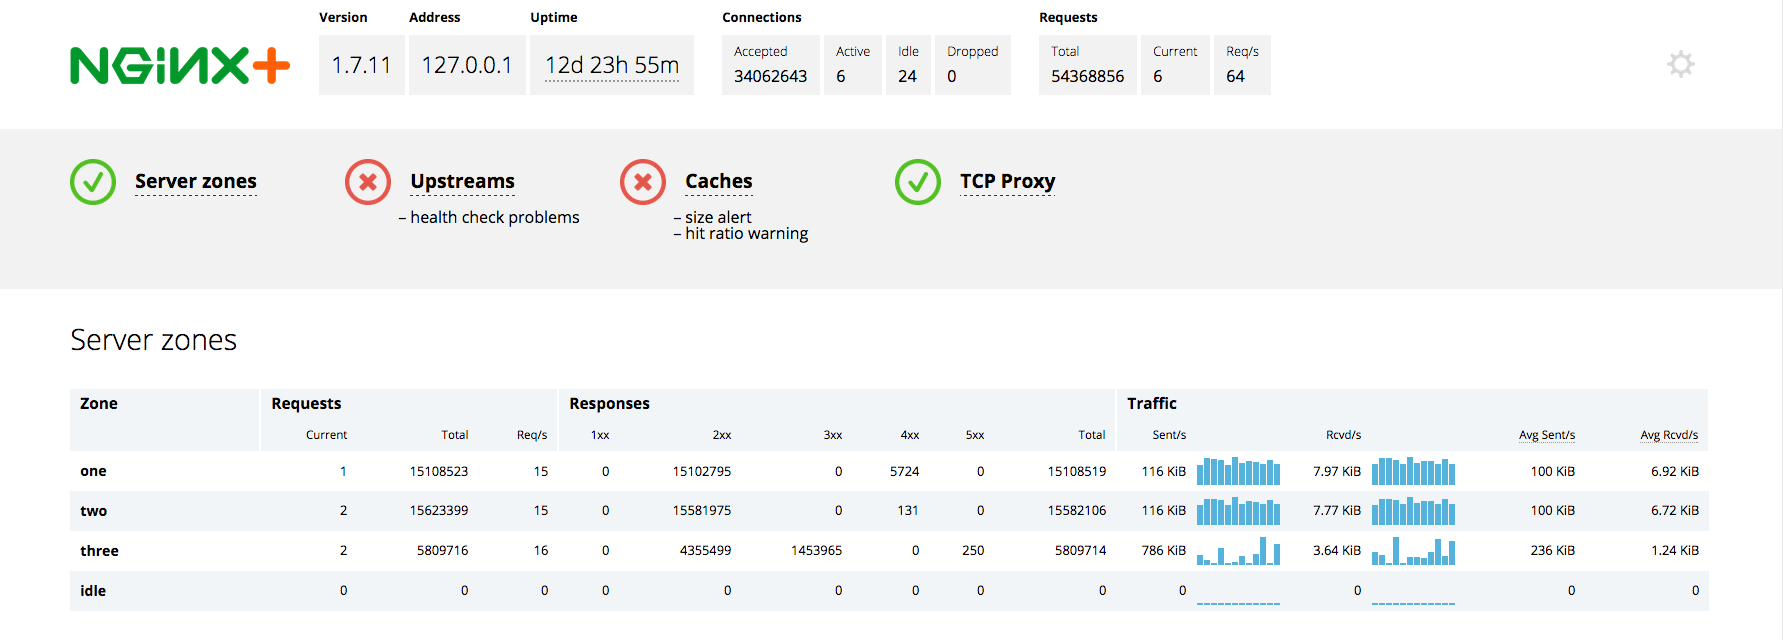 NGiNX+
Version Address Uptime Connections Requests
1.7.11 127.0.0.1 12d 23h 55m
Accepted Active Idle Dropped Total Current Req/s
34062643 6 24 0 54368856 6 64
Server zones Upstreams Caches TCP Proxy
– health check problems – size alert
– hit ratio warning
Server zones
Zone Requests Responses Traffic
Current Total Req/s 1xx 2xx 3xx 4xx 5xx Total Sent/s Rcvd/s Avg Sent/s Avg Rcvd/s
one 1 15108523 15 0 15102795 0 5724 0 15108519 116 KiB 7.97 KiB 100 KiB 6.92 KiB
two 2 15623399 15 0 15581975 0 131 0 15582106 116 KiB 7.77 KiB 100 KiB 6.72 KiB
three 2 5809716 16 0 4355499 1453965 0 250 5809714 786 KiB 3.64 KiB 236 KiB 1.24 KiB
idle 0 0 0 0 0 0 0 0 0 0 0 0 0